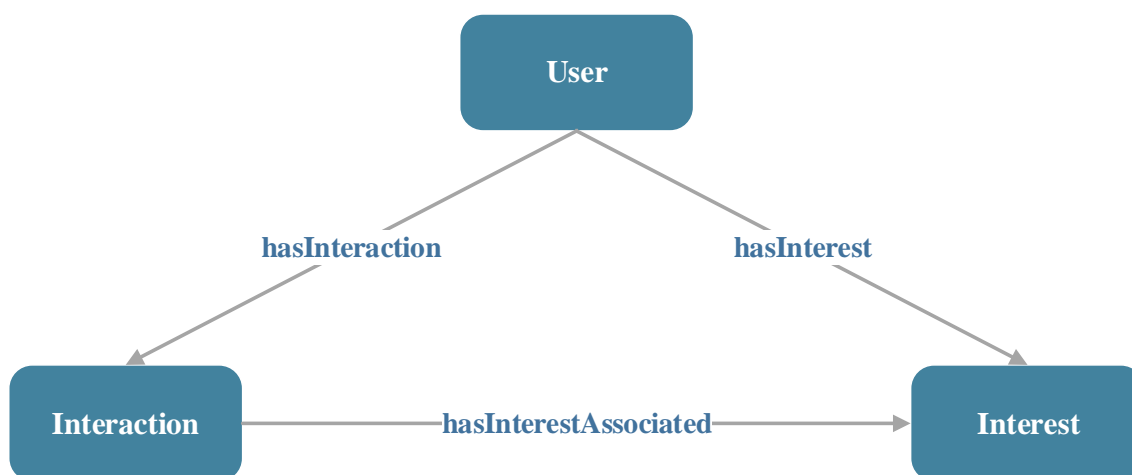 User
hasInteraction
hasInterest
Interaction
hasInterestAssociated
Interest